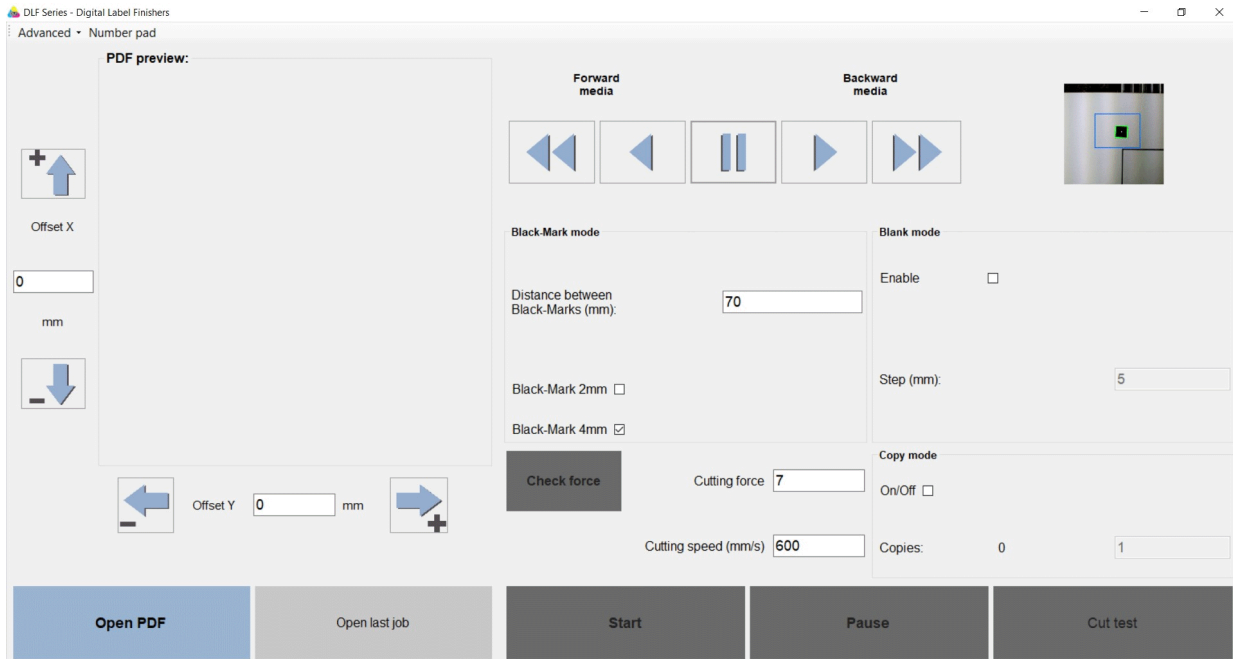 DLF Series - Digital Label Finishers
Advanced Number pad
PDF preview:
Forward
media
Backward
media
+
Offset X
0
mm
-
Black-Mark mode
Distance between
Black-Marks (mm):
70
Black-Mark 2mm
Black-Mark 4mm
Blank mode
Enable
Step (mm):
5
Check force
Cutting force 7
Cutting speed (mm/s) 600
Copy mode
On/Off
Copies: 0 1
- Offset Y 0 mm +
Open PDF
Open last job
Start
Pause
Cut test